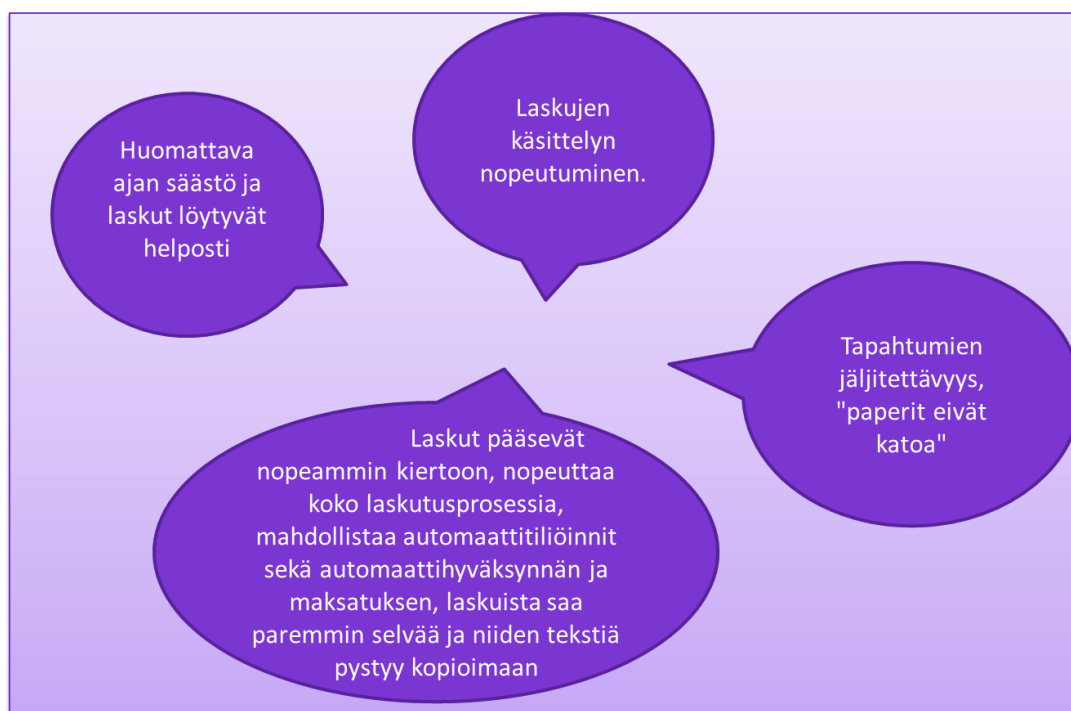 Huomattava
ajan säästö ja
laskut löytyvät
helposti
Laskujen
käsittelyn
nopeutuminen.
Tapahtumien
jäljitettävyys,
"paperit eivät
katoa"
Laskut pääsevät
nopeammin kiertoon, nopeuttaa
koko laskutusprosessia,
mahdollistaa automaattitiliöinnit
sekä automaattihyväksynnän ja
maksatuksen, laskuista saa
paremmin selvää ja niiden tekstiä
pystyy kopioimaan